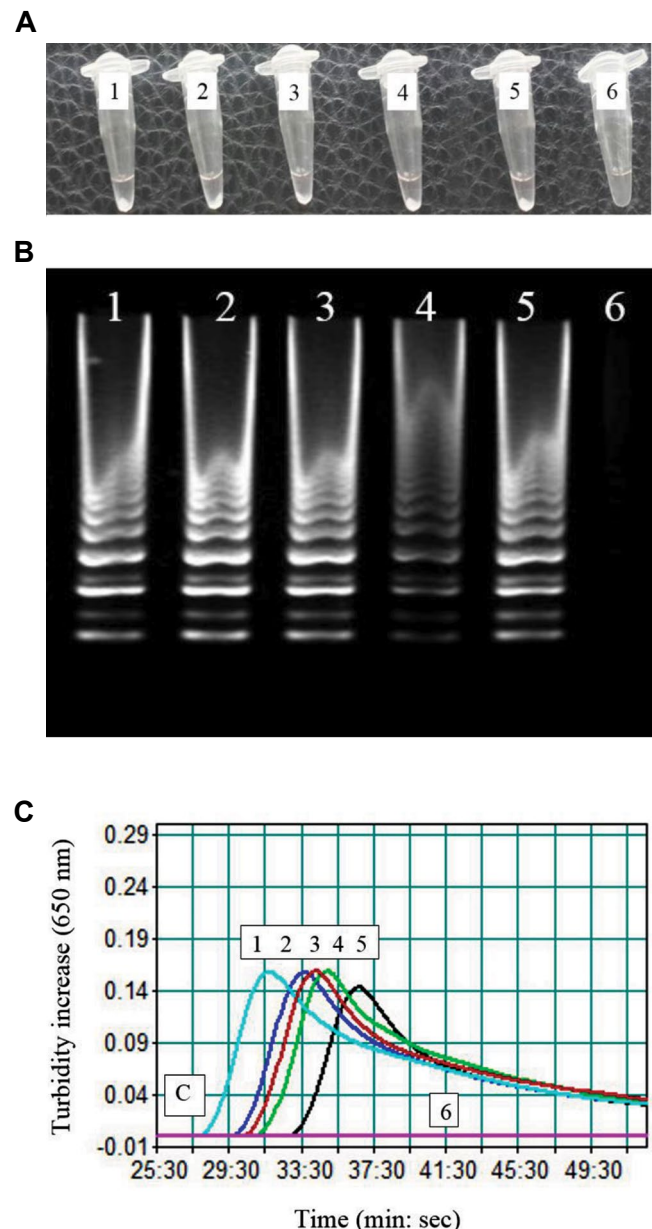 A
1 2 3 4 5 6
B
1 2 3 4 5 6
C
Turbidity increase (650 nm)
0.29
0.24
0.19
0.14
0.09
0.04
-0.01
1 2 3 4 5
C
6
25:30 29:30 33:30 37:30 41:30 45:30 49:30
Time (min: sec)